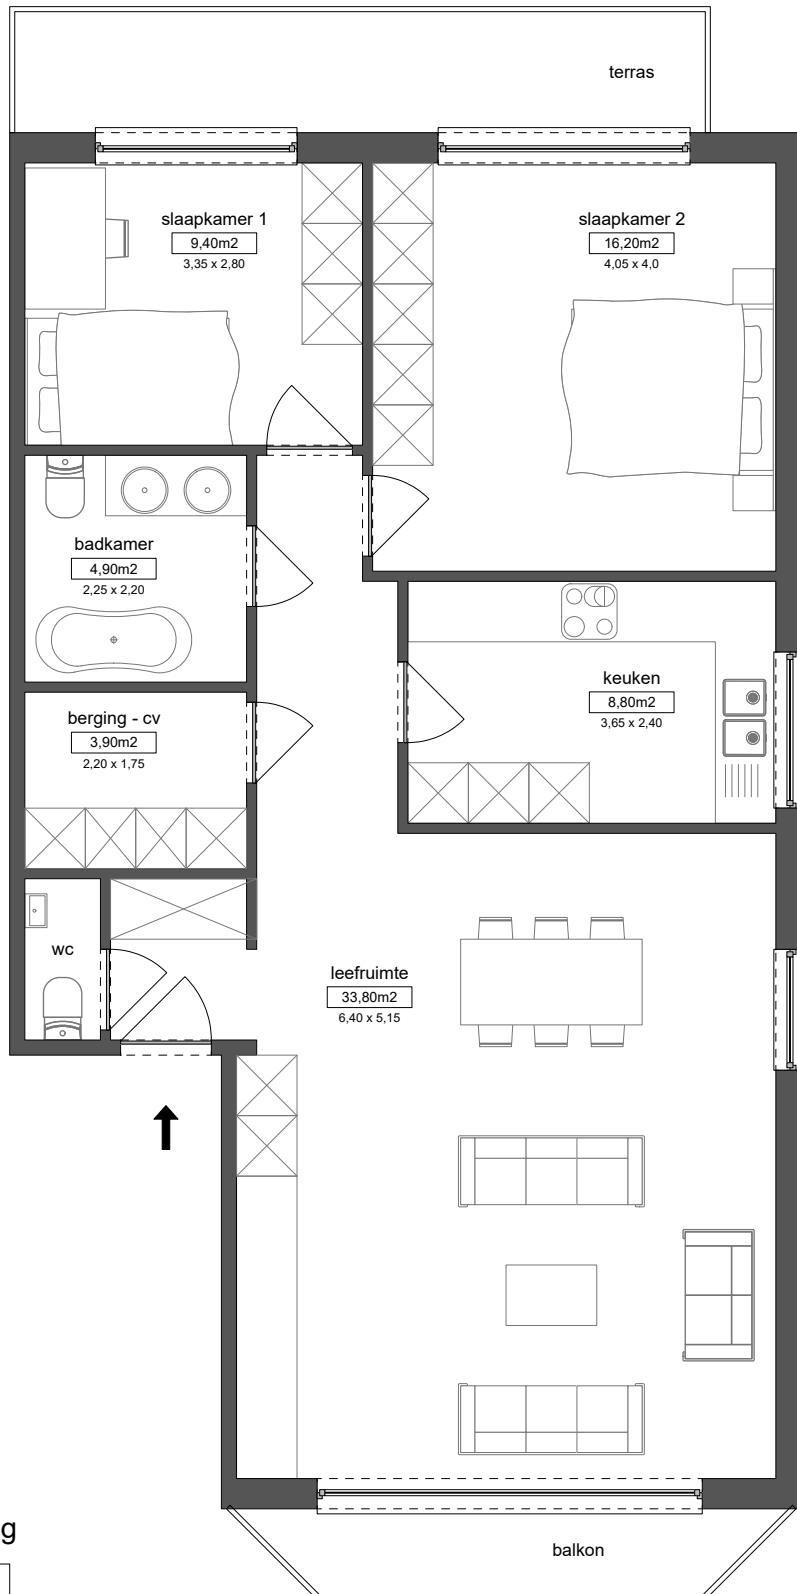 terras
slaapkamer 1
9,40m2
3,35 x 2,80
slaapkamer 2
16,20m2
4,05 x 4,0
badkamer
4,90m2
2,25 x 2,20
keuken
8,80m2
3,65 x 2,40
berging - cv
3,90m2
2,20 x 1,75
wc
leefruimte
33,80m2
6,40 x 5,15
g
balkon